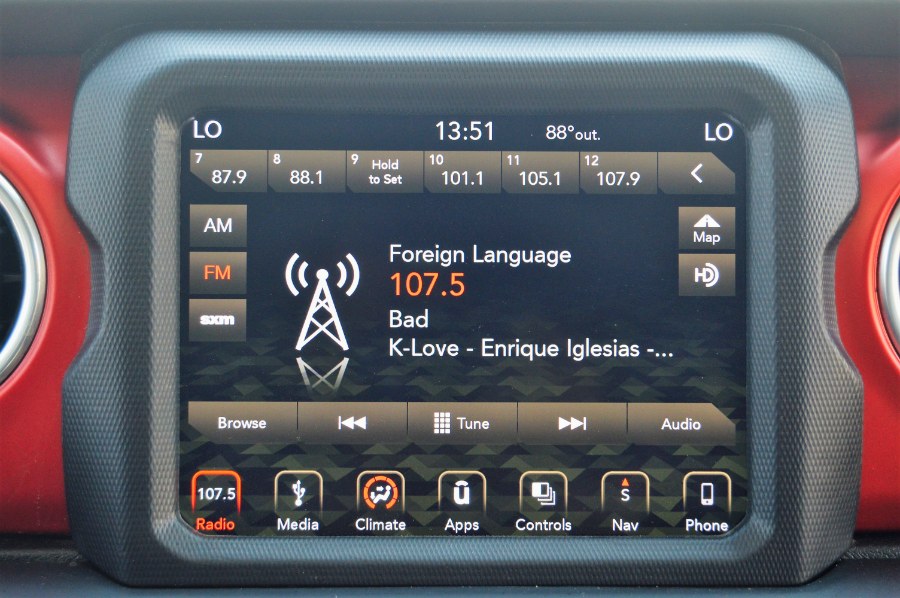 LO 13:51 88°out. LO
7 87.9 8 88.1 9 Hold to Set 10 101.1 11 105.1 12 107.9
AM
Map
FM
HD
sxm
Foreign Language
107.5
Bad
K-Love - Enrique Iglesias -...
Browse Tune Audio
107.5 S
Radio Media Climate Apps Controls Nav Phone